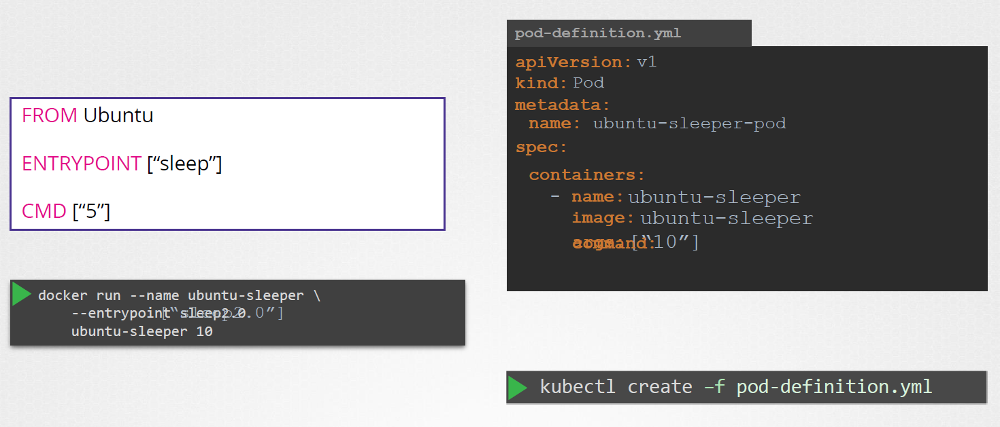 FROM Ubuntu
ENTRYPOINT [“sleep”]
CMD [“5”]
docker run --name ubuntu-sleeper \
--entrypoint sleep2.0
["sleep2.0”]
ubuntu-sleeper 10
pod-definition.yml
apiVersion: v1
kind: Pod
metadata:
name: ubuntu-sleeper-pod
spec:
containers:
- name: ubuntu-sleeper
image: ubuntu-sleeper
command:
args: [“10”]
kubectl create –f pod-definition.yml